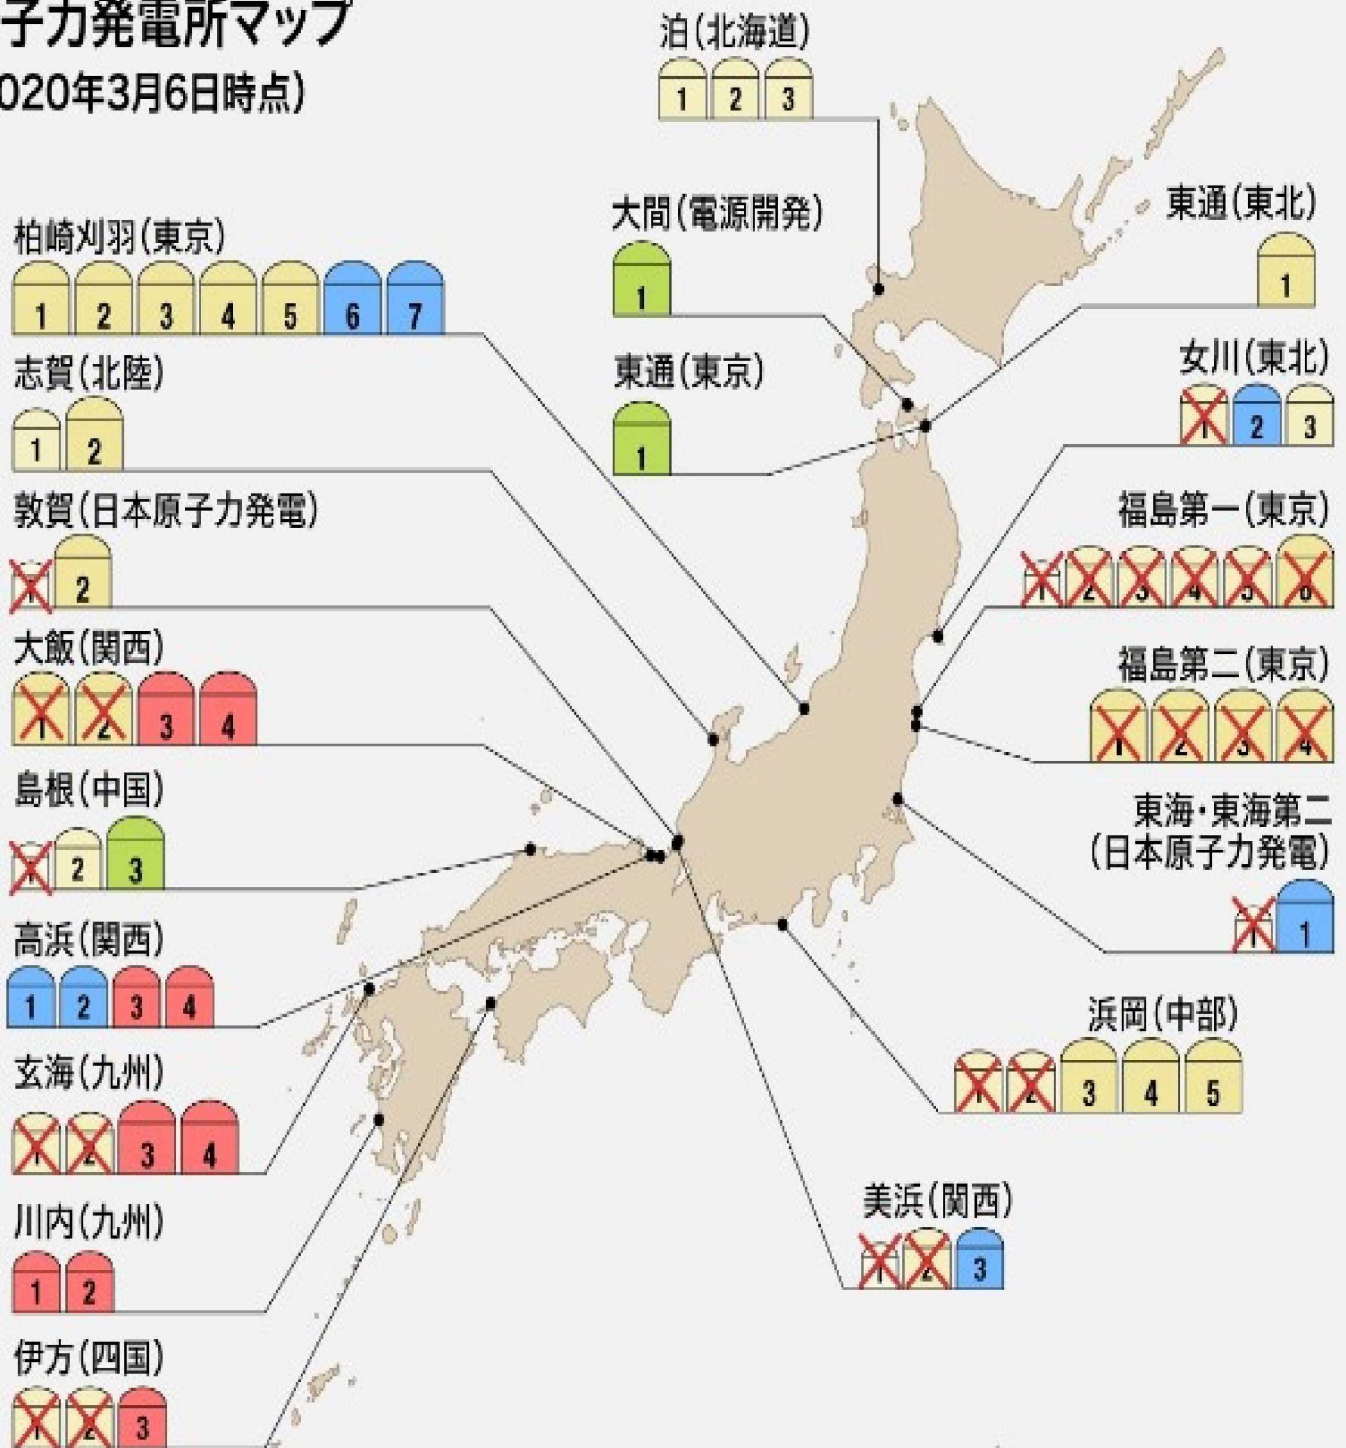 子力発電所マップ
020年3月6日時点)
泊(北海道)
1 2 3
大間(電源開発)
1
東通(東北)
1
柏崎刈羽(東京)
1 2 3 4 5 6 7
志賀(北陸)
1 2
東通(東京)
1
女川(東北)
1 2 3
敦賀(日本原子力発電)
1 2
福島第一(東京)
1 2 3 4 5 6
大飯(関西)
1 2 3 4
福島第二(東京)
1 2 3 4
島根(中国)
1 2 3
東海・東海第二
(日本原子力発電)
1 1
高浜(関西)
1 2 3 4
浜岡(中部)
1 2 3 4 5
玄海(九州)
1 2 3 4
川内(九州)
1 2
美浜(関西)
1 2 3
伊方(四国)
1 2 3